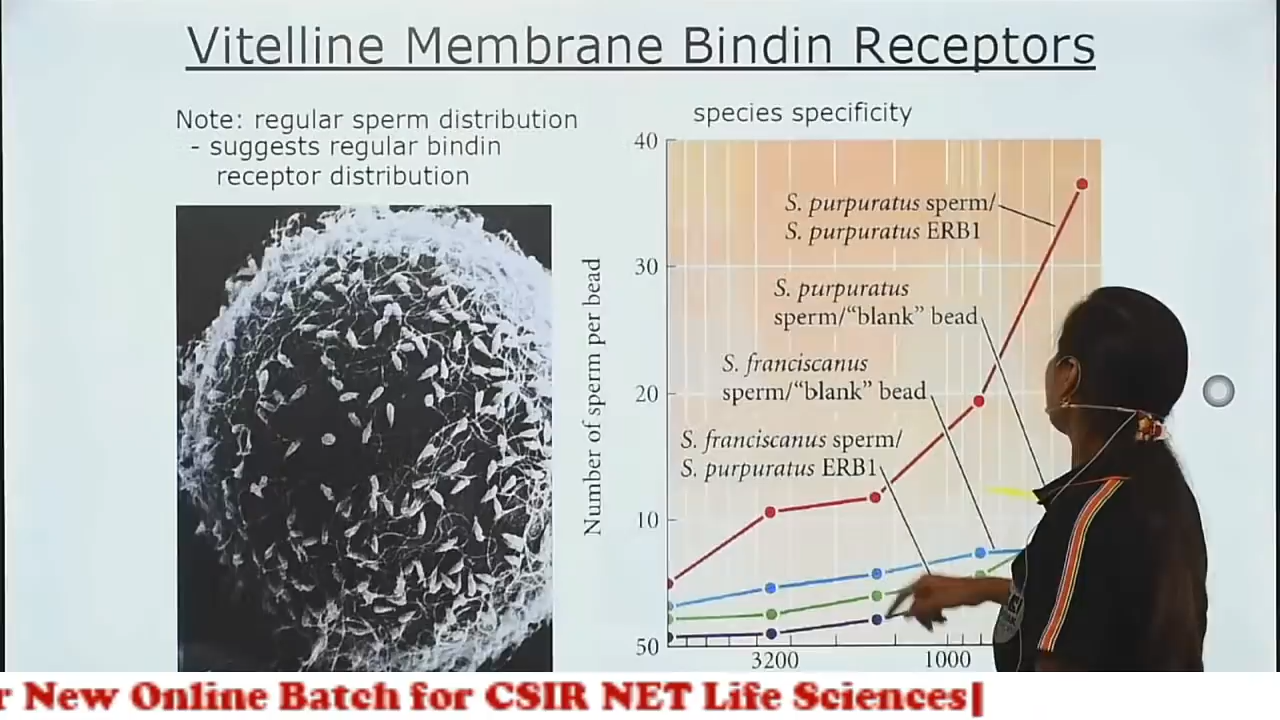 Vitelline Membrane Bindin Receptors
Note: regular sperm distribution
- suggests regular bindin
receptor distribution
species specificity
40
30
20
10
50
Number of sperm per bead
S. purpuratus sperm/
S. purpuratus ERB1
S. purpuratus
sperm/“blank” bead
S. franciscanus
sperm/“blank” bead
S. franciscanus sperm/
S. purpuratus ERB1
3200
1000
r New Online Batch for CSIR NET Life Sciences|